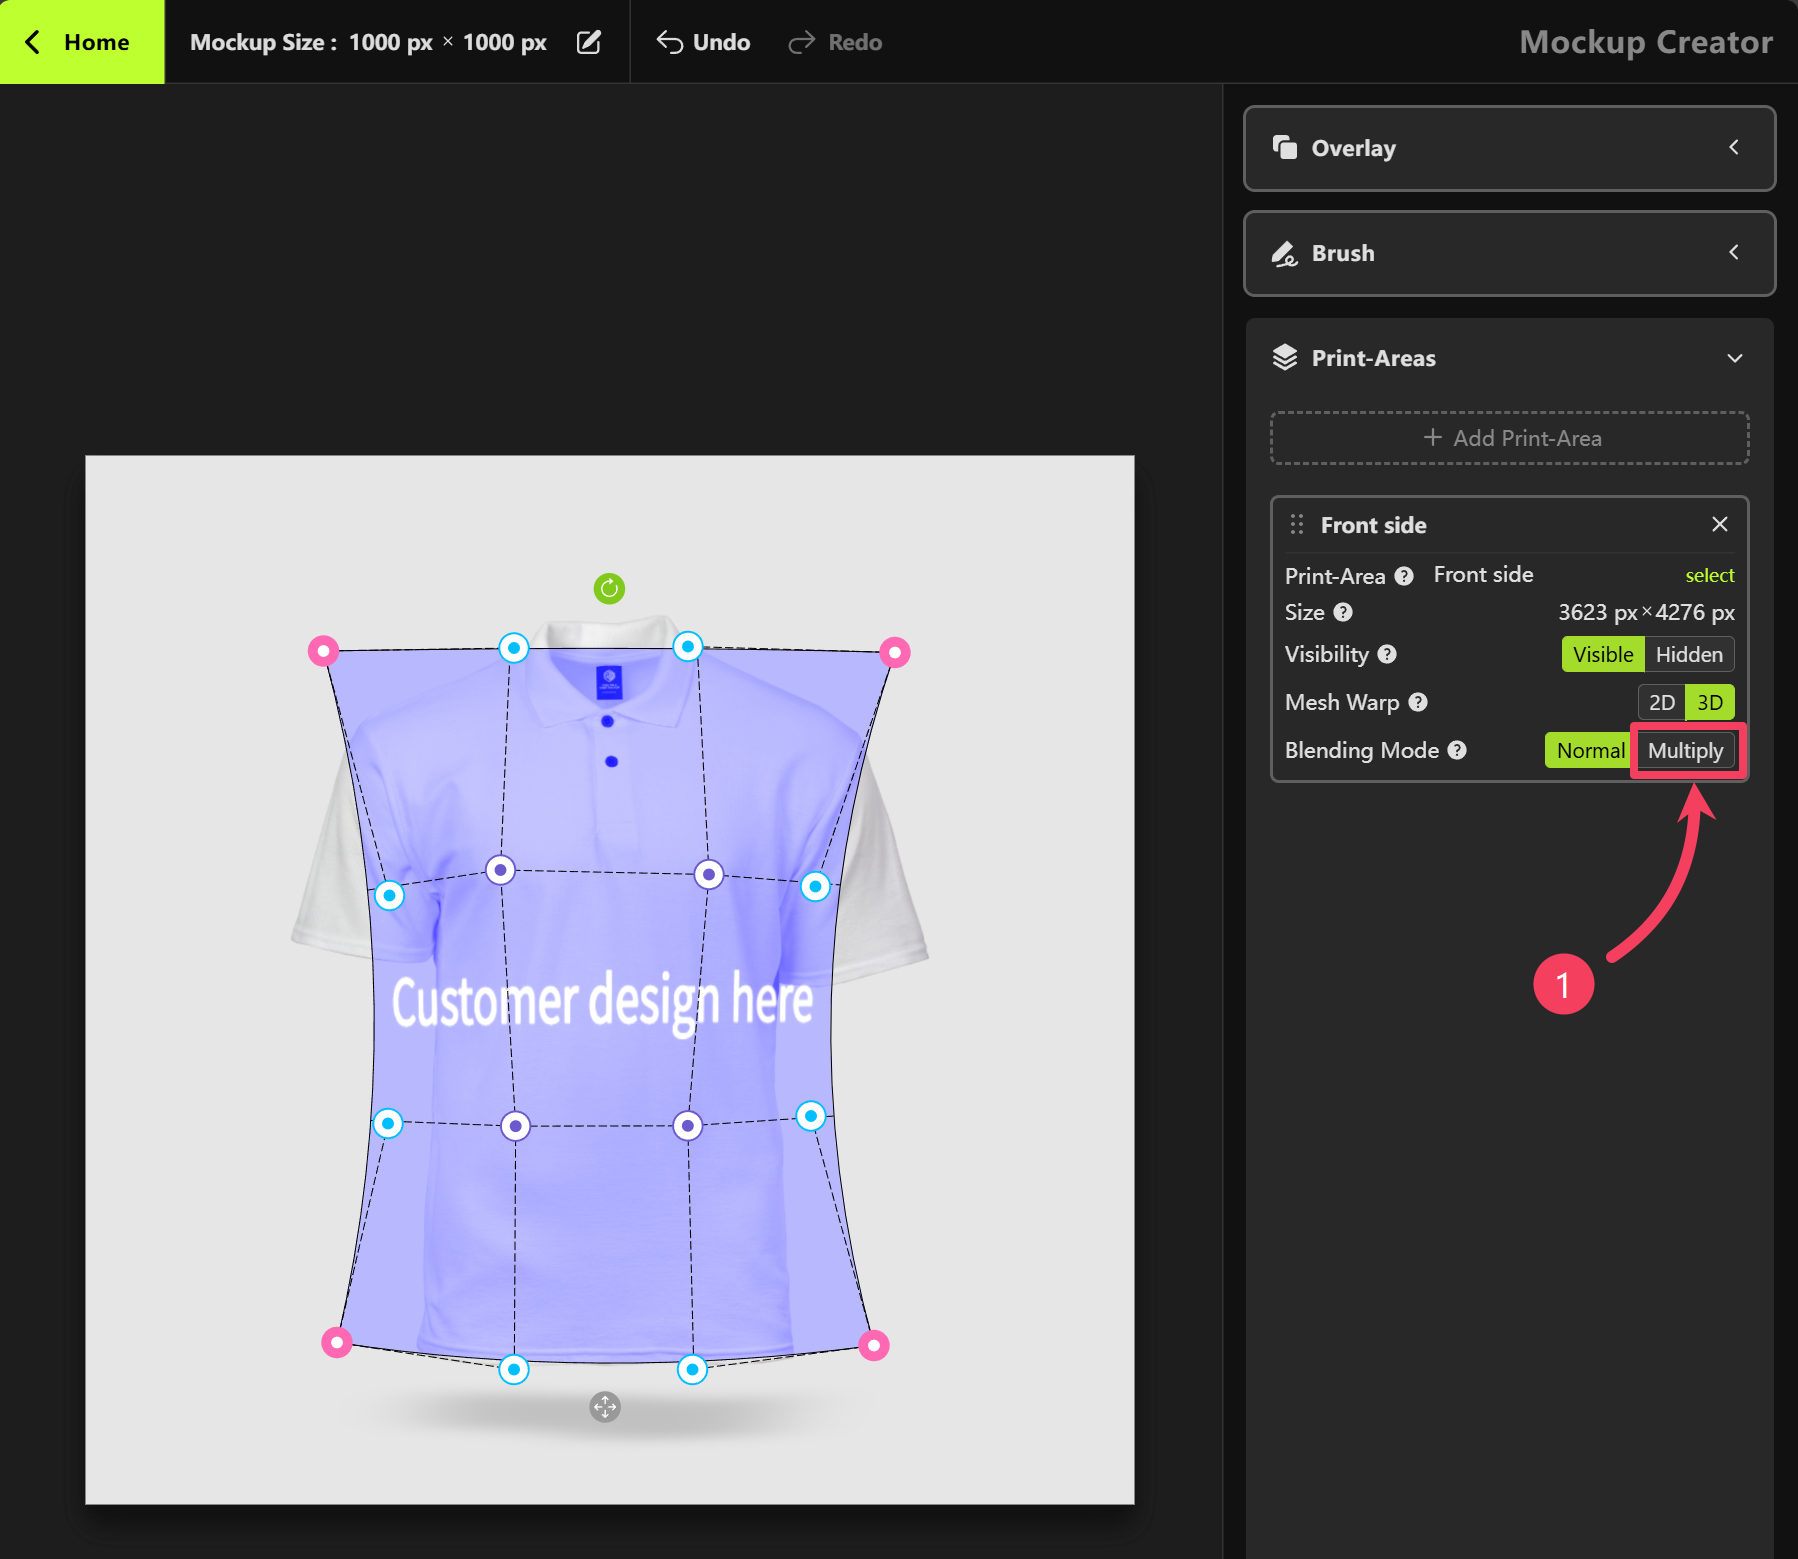 Home
Mockup Size : 1000 px × 1000 px
Undo
Redo
Mockup Creator
Overlay
Brush
Print-Areas
+ Add Print-Area
Front side
Print-Area ? Front side select
Size ? 3623 px × 4276 px
Visibility ? Visible Hidden
Mesh Warp ? 2D 3D
Blending Mode ? Normal Multiply
1
Customer design here